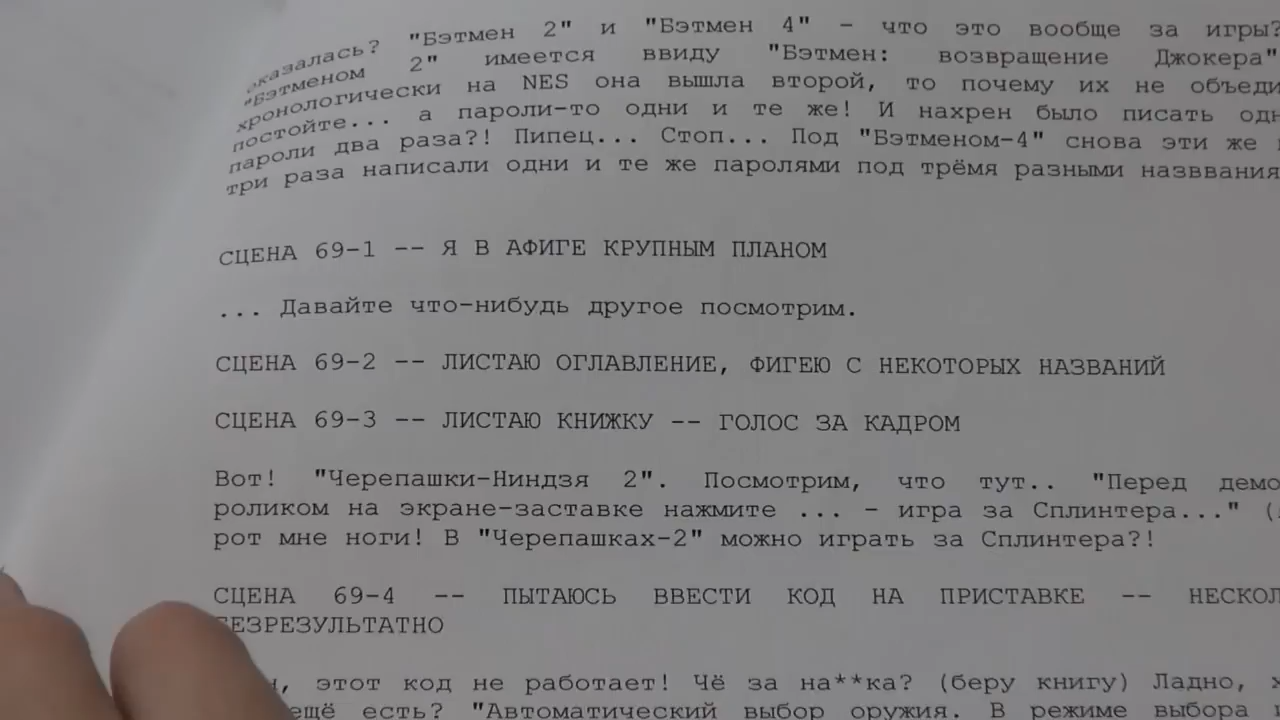 оказалась? "Бэтмен 2" и "Бэтмен 4" - что это вообще за игры?
"Бэтменом 2" имеется ввиду "Бэтмен: возвращение Джокера"
хронологически на NES она вышла второй, то почему их не
постойте... а пароли-то одни и те же! И нахрен было писать
пароли два раза?! Пипец... Стоп... Под "Бэтменом-4" снова эти же
три раза написали одни и те же паролями под трёмя разными
СЦЕНА 69-1 -- Я В АФИГЕ КРУПНЫМ ПЛАНОМ
... Давайте что-нибудь другое посмотрим.
СЦЕНА 69-2 -- ЛИСТАЮ ОГЛАВЛЕНИЕ, ФИГЕЮ С НЕКОТОРЫХ НАЗВАНИЙ
СЦЕНА 69-3 -- ЛИСТАЮ КНИЖКУ -- ГОЛОС ЗА КАДРОМ
Вот! "Черепашки-Ниндзя 2". Посмотрим, что тут.. "Перед
роликом на экране-заставке нажмите ... - игра за Сплинтера..."
рот мне ноги! В "Черепашках-2" можно играть за Сплинтера?!
СЦЕНА 69-4 -- ПЫТАЮСЬ ВВЕСТИ КОД НА ПРИСТАВКЕ --
БЕЗРЕЗУЛЬТАТНО
этот код не работает! Чё за на**ка? (беру книгу) Ладно,
ещё есть? "Автоматический выбор оружия. В режиме выбора